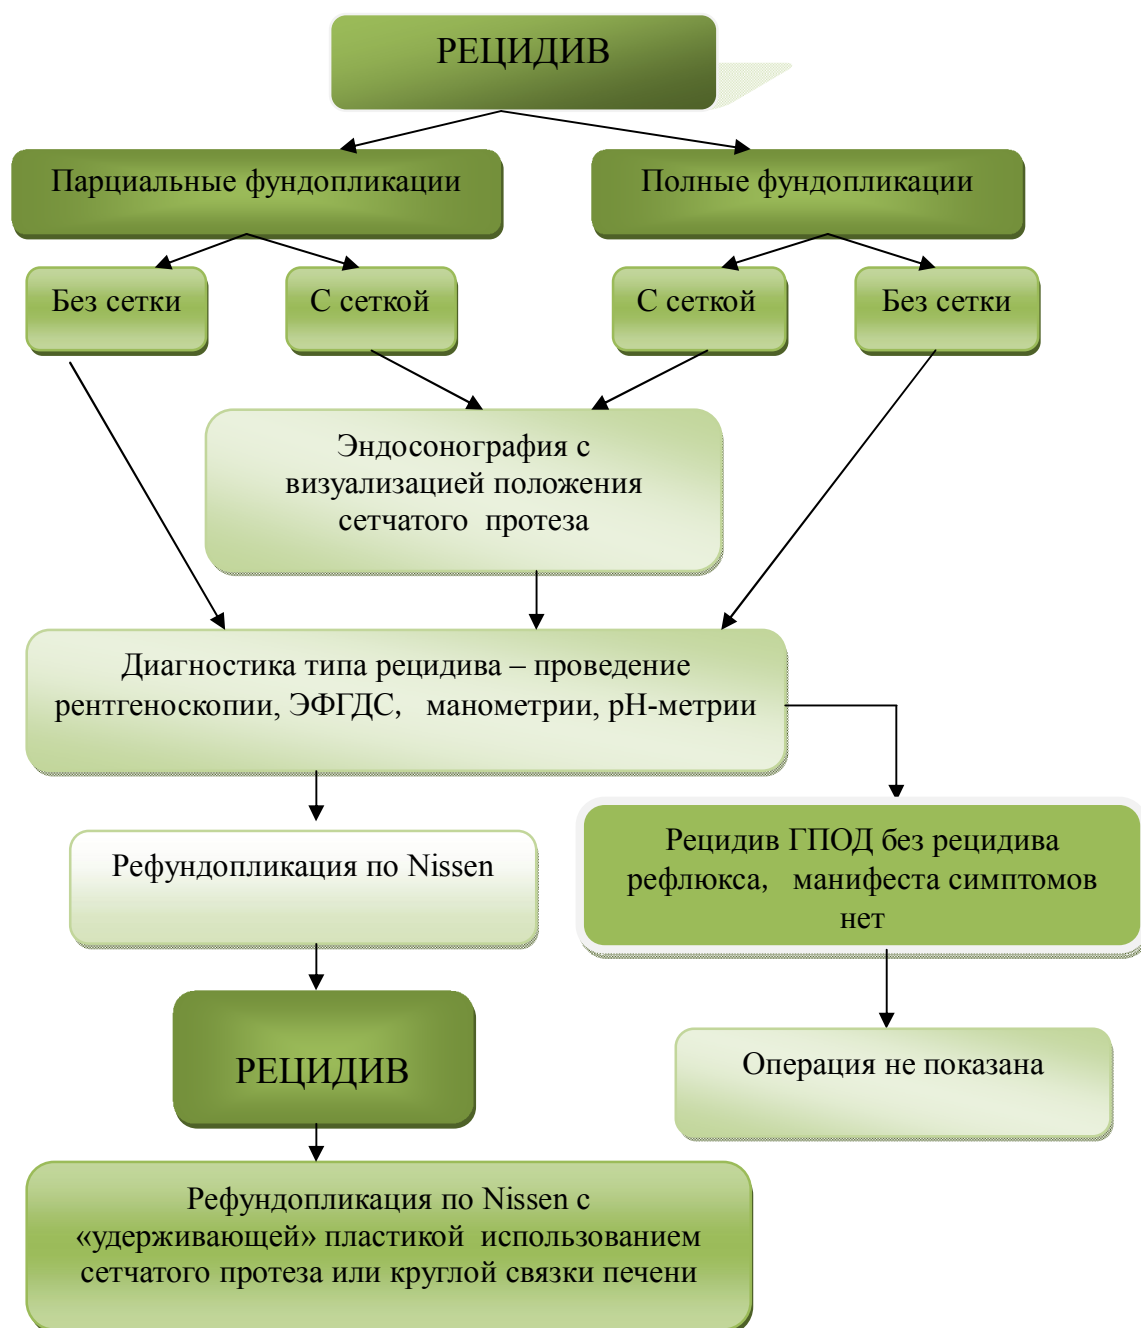 РЕЦИДИВ
Парциальные фундопликации
Полные фундопликации
Без сетки
С сеткой
С сеткой
Без сетки
Эндосонография с
визуализацией положения
сетчатого протеза
Диагностика типа рецидива – проведение
рентгеноскопии, ЭФГДС, манометрии, pH-метрии
Рефундопликация по Nissen
Рецидив ГПОД без рецидива
рефлюкса, манифеста симптомов
нет
РЕЦИДИВ
Операция не показана
Рефундопликация по Nissen с
«удерживающей» пластикой использованием
сетчатого протеза или круглой связки печени